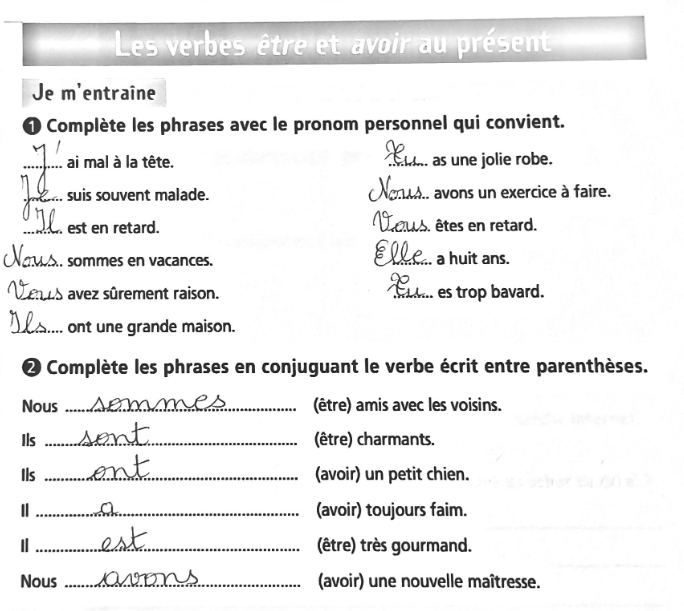 Les verbes être et avoir au présent
Je m'entraîne
1 Complète les phrases avec le pronom personnel qui convient.
J' ai mal à la tête.
Je suis souvent malade.
Il est en retard.
Nous sommes en vacances.
Vous avez sûrement raison.
Ils ont une grande maison.
Tu as une jolie robe.
Nous avons un exercice à faire.
Vous êtes en retard.
Elle a huit ans.
Tu es trop bavard.
2 Complète les phrases en conjuguant le verbe écrit entre parenthèses.
Nous sommes (être) amis avec les voisins.
Ils sont (être) charmants.
Ils ont (avoir) un petit chien.
Il a (avoir) toujours faim.
Il est (être) très gourmand.
Nous avons (avoir) une nouvelle maîtresse.